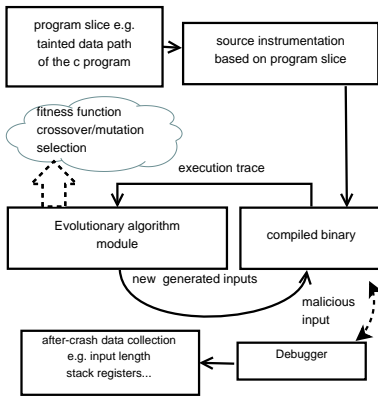 program slice e.g.
tainted data path
of the c program
source instrumentation
based on program slice
fitness function
crossover/mutation
selection
execution trace
Evolutionary algorithm
module
compiled binary
new generated inputs
malicious
input
after-crash data collection
e.g. input length
stack registers...
Debugger